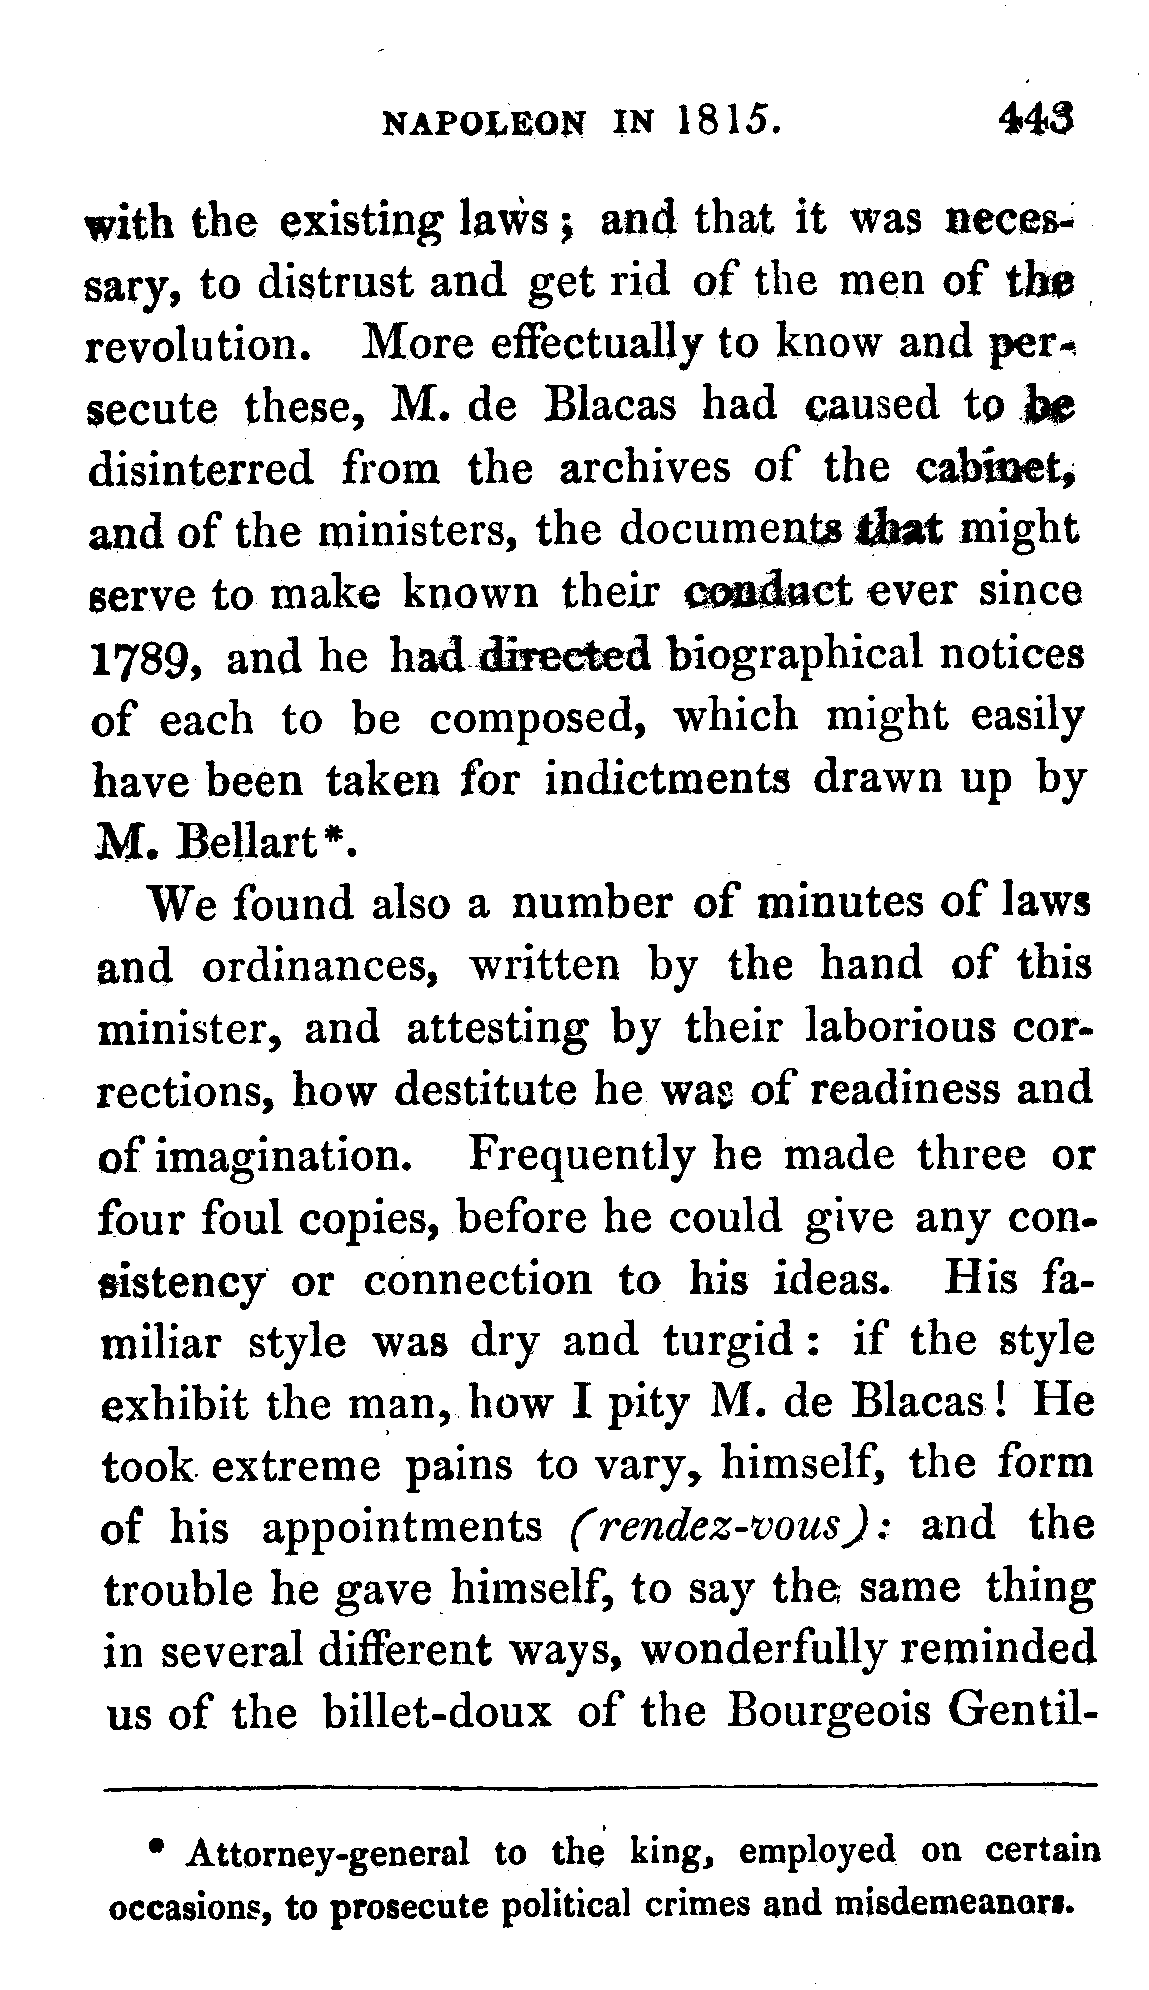 NAPOLEON IN 1815. 443
with the existing laws; and that it was neces-
sary, to distrust and get rid of the men of the
revolution. More effectually to know and per-
secute these, M. de Blacas had caused to be
disinterred from the archives of the cabinet,
and of the ministers, the documents that might
serve to make known their conduct ever since
1789, and he had directed biographical notices
of each to be composed, which might easily
have been taken for indictments drawn up by
M. Bellart*.
We found also a number of minutes of laws
and ordinances, written by the hand of this
minister, and attesting by their laborious cor-
rections, how destitute he was of readiness and
of imagination. Frequently he made three or
four foul copies, before he could give any con-
sistency or connection to his ideas. His fa-
miliar style was dry and turgid: if the style
exhibit the man, how I pity M. de Blacas! He
took extreme pains to vary, himself, the form
of his appointments (rendez-vous): and the
trouble he gave himself, to say the same thing
in several different ways, wonderfully reminded
us of the billet-doux of the Bourgeois Gentil-
* Attorney-general to the king, employed on certain
occasions, to prosecute political crimes and misdemeanors.